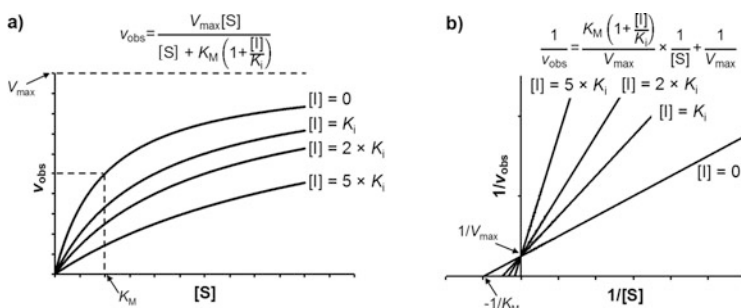 a)
v_obs = V_max[S] / ([S] + K_M (1 + [I]/K_i))
V_max
[I] = 0
[I] = K_i
[I] = 2 × K_i
[I] = 5 × K_i
v_obs
K_M
[S]
b)
1/v_obs = K_M (1 + [I]/K_i) / V_max × 1/[S] + 1/V_max
[I] = 5 × K_i
[I] = 2 × K_i
[I] = K_i
[I] = 0
1/v_obs
1/V_max
-1/K_M
1/[S]